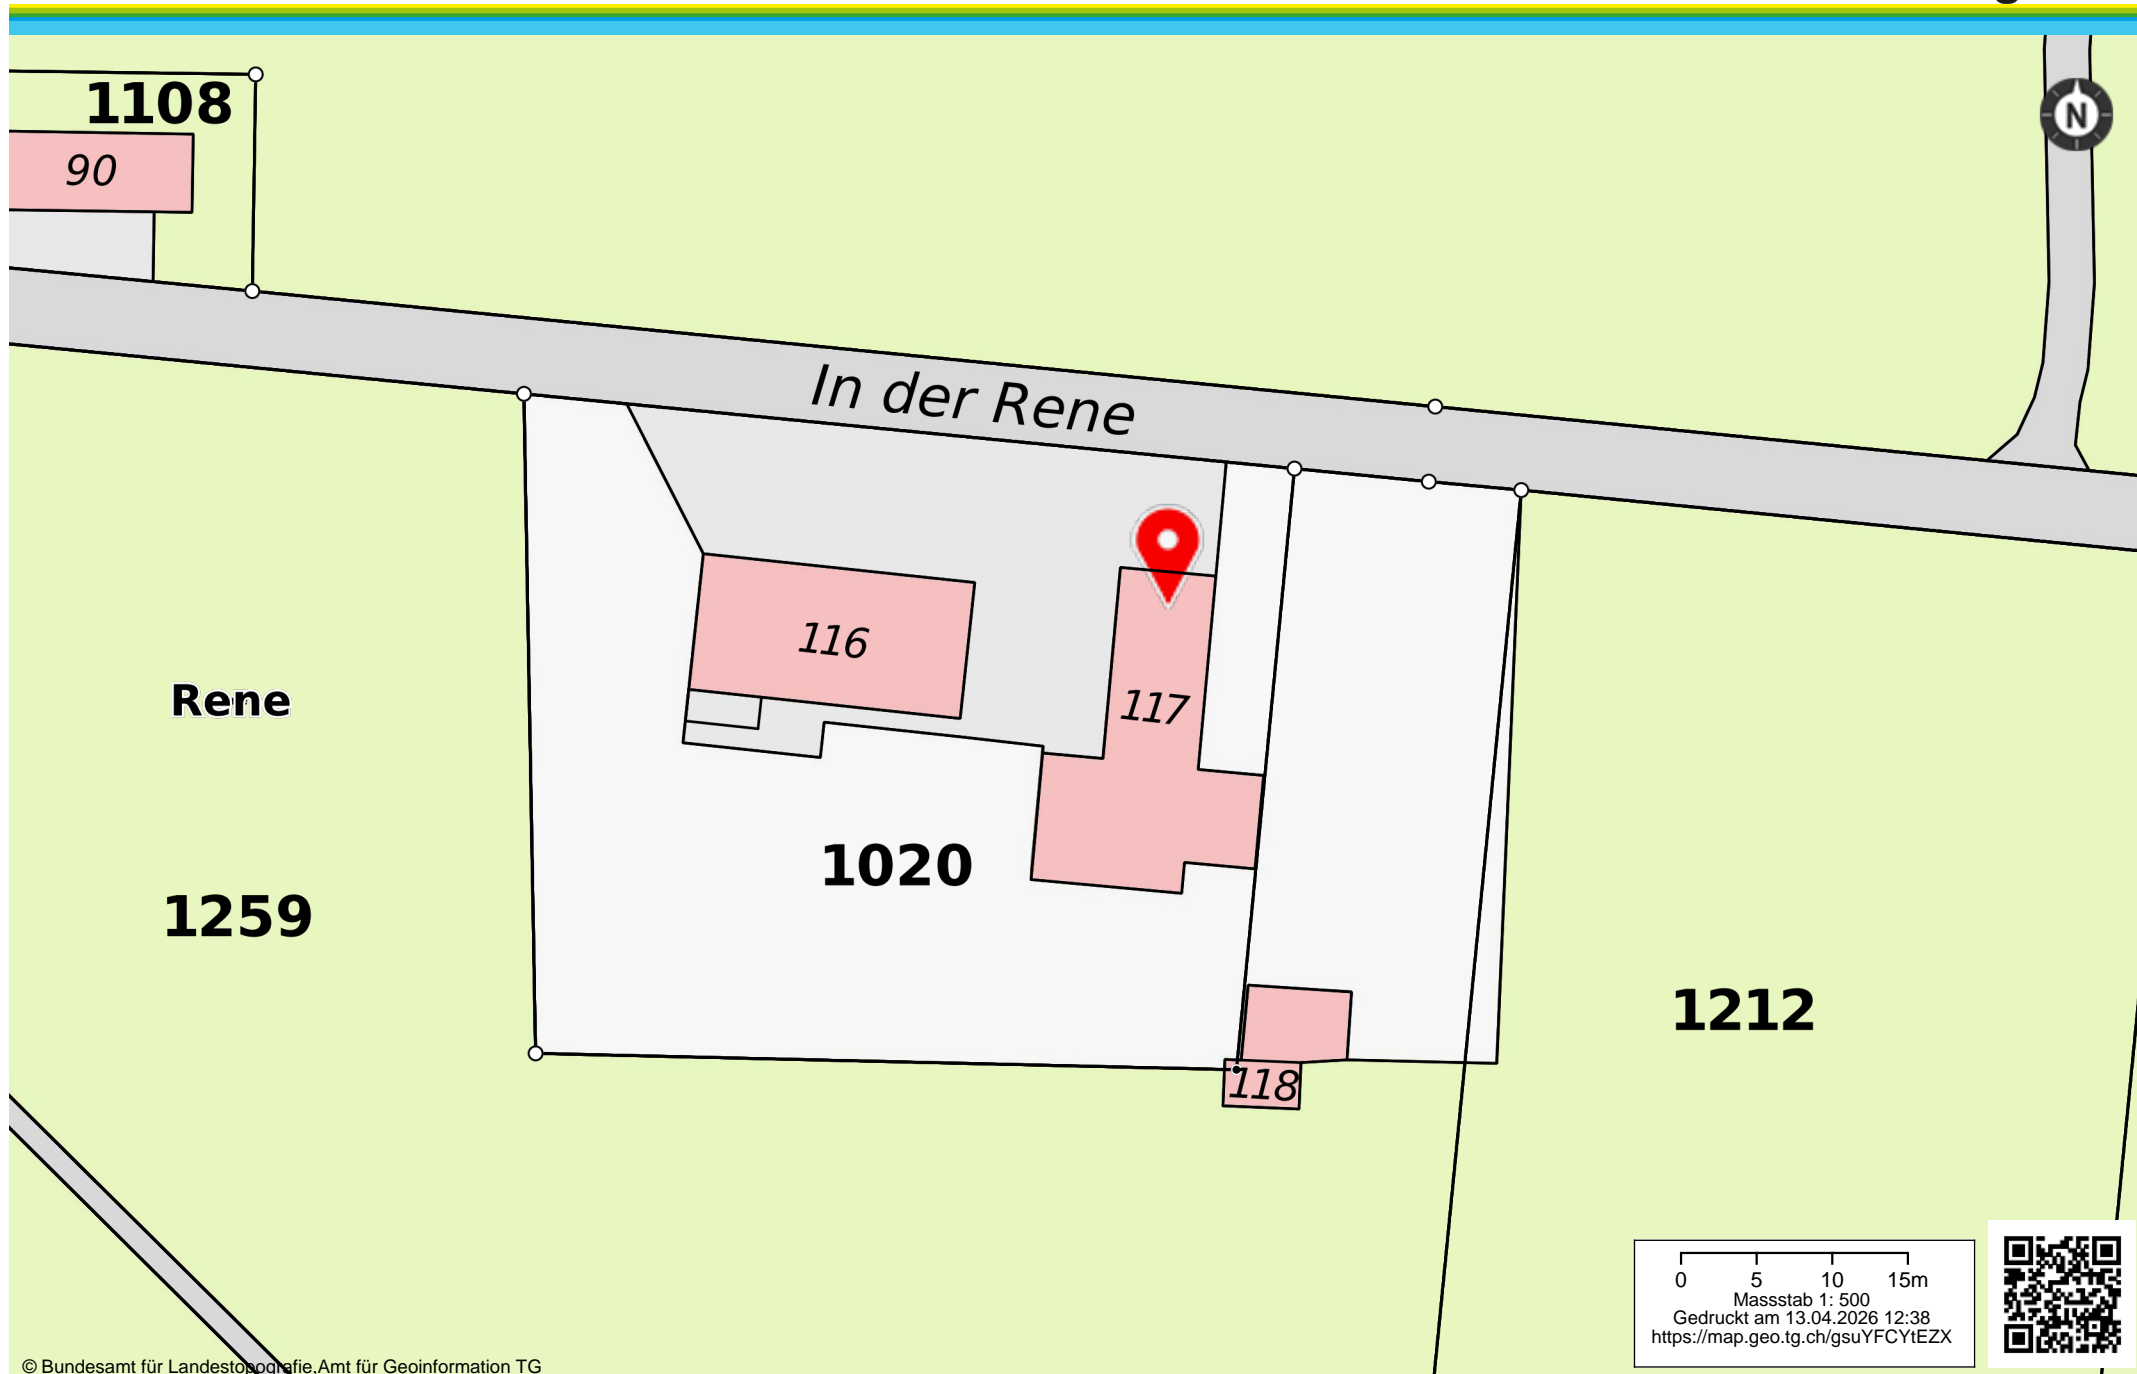 1108
90
In der Rene
116
Rene
117
1020
1259
1212
118
0 5 10 15m
Massstab 1: 500
Gedruckt am 13.04.2026 12:38
https://map.geo.tg.ch/gsuYFCYtEZX
N
© Bundesamt für Landestopografie,Amt für Geoinformation TG